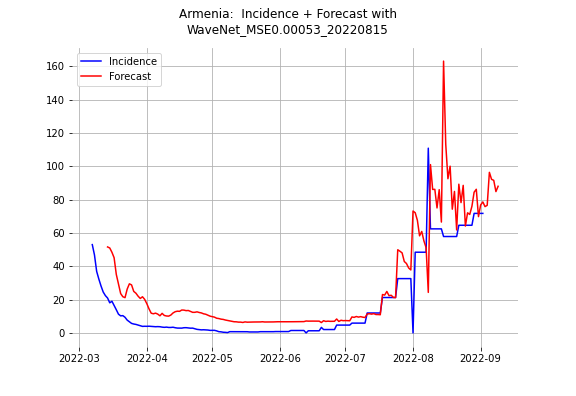 Armenia:  Incidence + Forecast with
WaveNet_MSE0.00053_20220815
Incidence
Forecast
160
140
120
100
80
60
40
20
0
2022-03 2022-04 2022-05 2022-06 2022-07 2022-08 2022-09